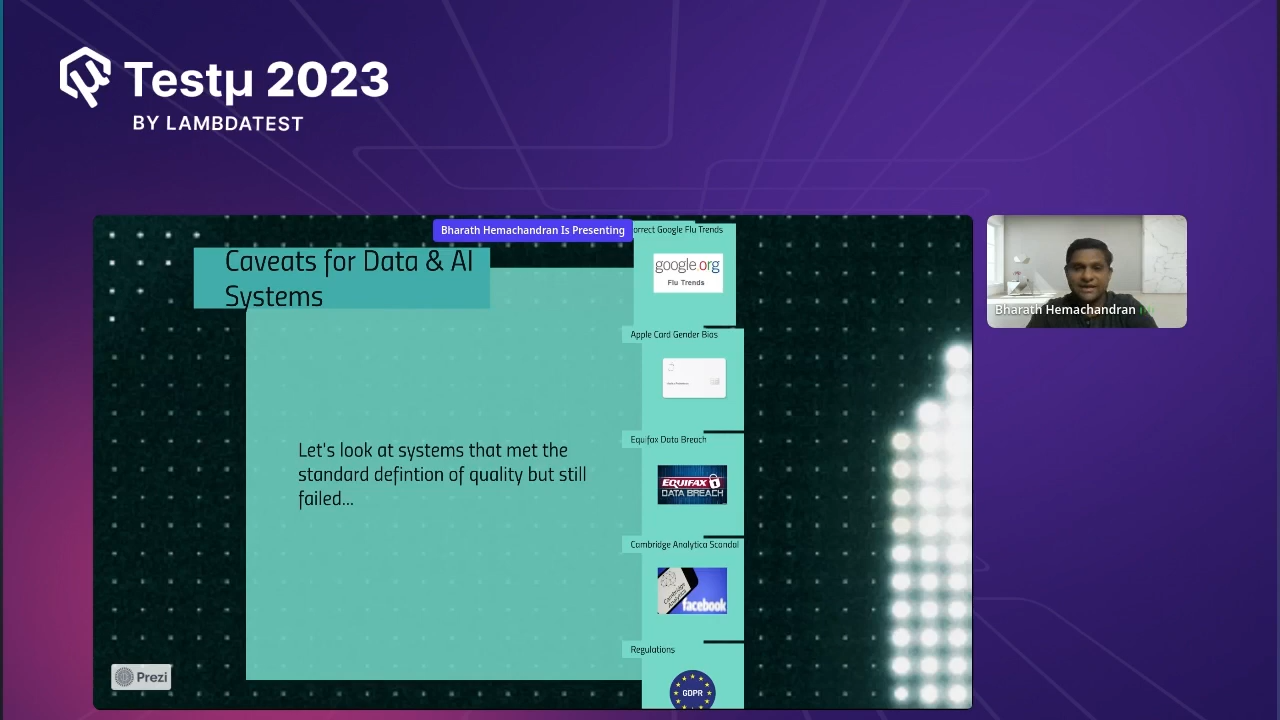 Testμ 2023
BY LAMBDATEST
Bharath Hemachandran Is Presenting
Caveats for Data & AI
Systems
Let's look at systems that met the
standard defintion of quality but still
failed...
orrect Google Flu Trends
google.org
Flu Trends
Apple Card Gender Bias
Equifax Data Breach
EQUIFAX
DATA BREACH
Cambridge Analytica Scandal
Cambridge
Analytica
facebook
Regulations
GDPR
Prezi
Bharath Hemachandran